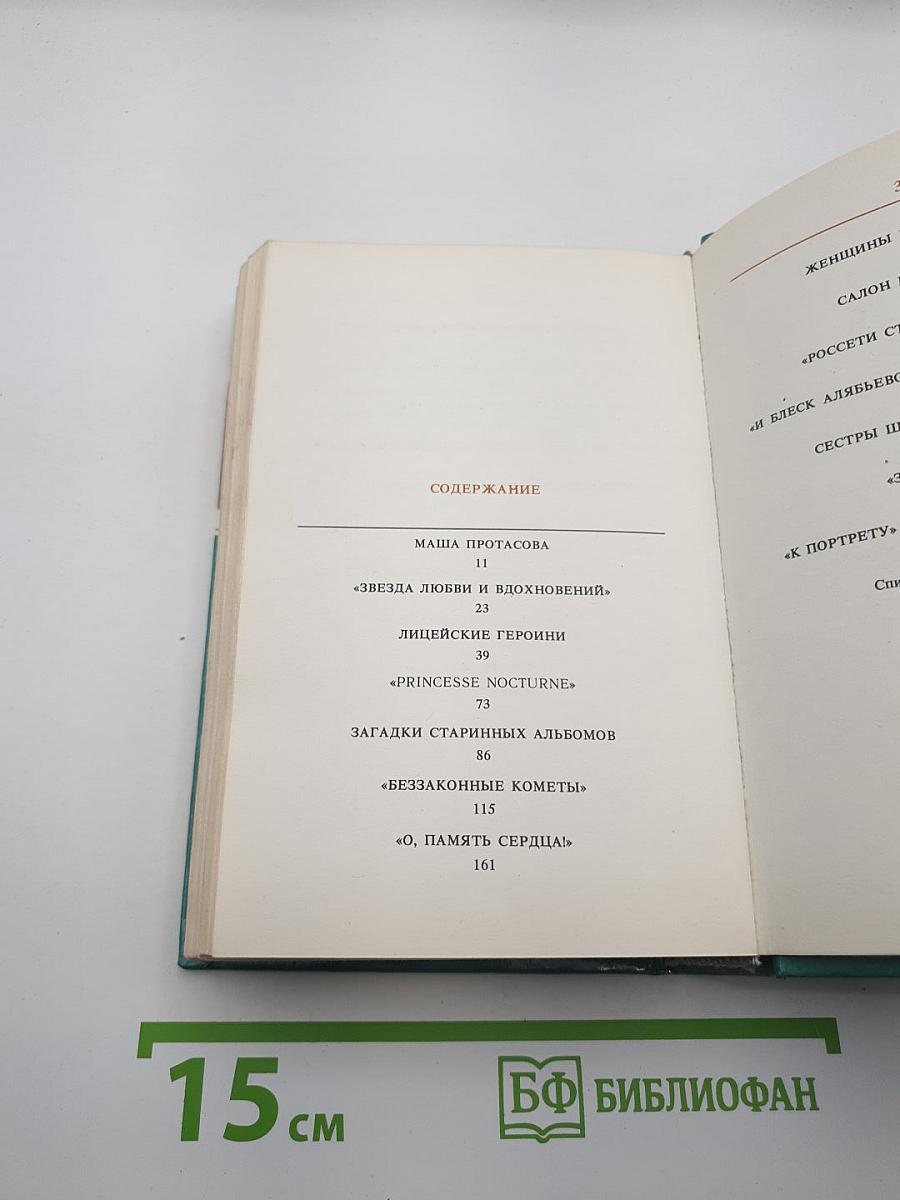 СОДЕРЖАНИЕ
МАША ПРОТАСОВА
11
«ЗВЕЗДА ЛЮБВИ И ВДОХНОВЕНИЙ»
23
ЛИЦЕЙСКИЕ ГЕРОИНИ
39
«PRINCESSE NOCTURNE»
73
ЗАГАДКИ СТАРИННЫХ АЛЬБОМОВ
86
«БЕЗЗАКОННЫЕ КОМЕТЫ»
115
«О, ПАМЯТЬ СЕРДЦА!»
161
ЖЕНЩИНЫ
САЛОН
«РОССЕТИ
«И БЛЕСК
СЕСТРЫ
«К ПОРТРЕТУ»
15 см
БФ БИБЛИОФАН